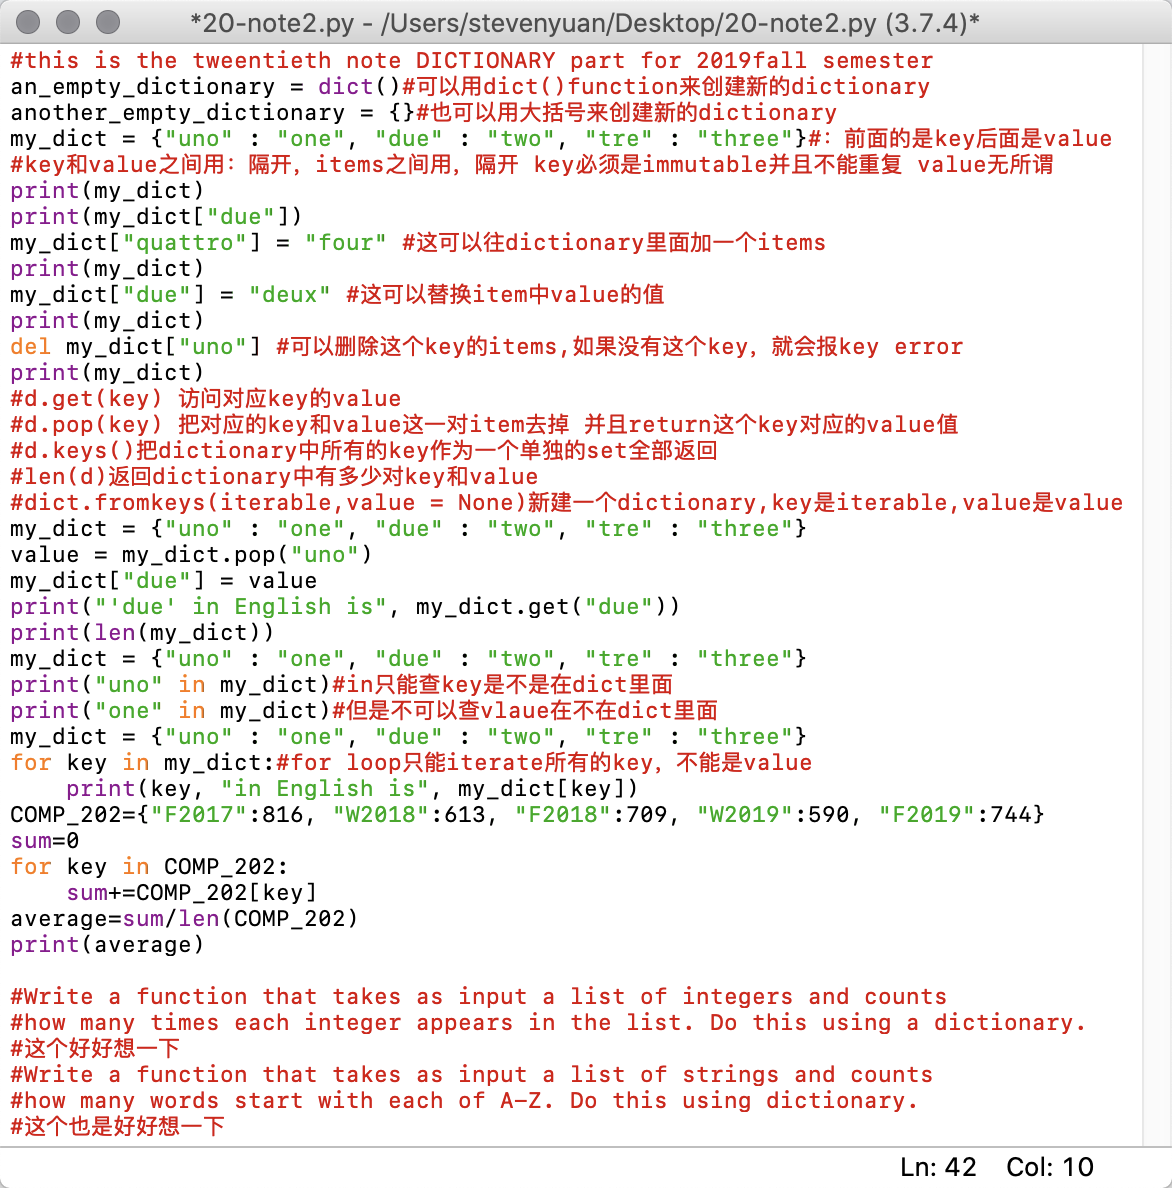 *20-note2.py - /Users/stevenyuan/Desktop/20-note2.py (3.7.4)*
#this is the tweentieth note DICTIONARY part for 2019fall semester
an_empty_dictionary = dict()#可以用dict()function来创建新的dictionary
another_empty_dictionary = {}#也可以用大括号来创建新的dictionary
my_dict = {"uno" : "one", "due" : "two", "tre" : "three"}#：前面的是key后面是value
#key和value之间用：隔开，items之间用，隔开 key必须是immutable并且不能重复 value无所谓
print(my_dict)
print(my_dict["due"])
my_dict["quattro"] = "four" #这可以往dictionary里面加一个items
print(my_dict)
my_dict["due"] = "deux" #这可以替换item中value的值
print(my_dict)
del my_dict["uno"] #可以删除这个key的items,如果没有这个key，就会报key error
print(my_dict)
#d.get(key) 访问对应key的value
#d.pop(key) 把对应的key和value这一对item去掉 并且return这个key对应的value值
#d.keys()把dictionary中所有的key作为一个单独的set全部返回
#len(d)返回dictionary中有多少对key和value
#dict.fromkeys(iterable,value = None)新建一个dictionary,key是iterable,value是value
my_dict = {"uno" : "one", "due" : "two", "tre" : "three"}
value = my_dict.pop("uno")
my_dict["due"] = value
print("'due' in English is", my_dict.get("due"))
print(len(my_dict))
my_dict = {"uno" : "one", "due" : "two", "tre" : "three"}
print("uno" in my_dict)#in只能查key是不是在dict里面
print("one" in my_dict)#但是不可以查vlaue在不在dict里面
my_dict = {"uno" : "one", "due" : "two", "tre" : "three"}
for key in my_dict:#for loop只能iterate所有的key，不能是value
    print(key, "in English is", my_dict[key])
COMP_202={"F2017":816, "W2018":613, "F2018":709, "W2019":590, "F2019":744}
sum=0
for key in COMP_202:
    sum+=COMP_202[key]
average=sum/len(COMP_202)
print(average)
#Write a function that takes as input a list of integers and counts
#how many times each integer appears in the list. Do this using a dictionary.
#这个好好想一下
#Write a function that takes as input a list of strings and counts
#how many words start with each of A-Z. Do this using dictionary.
#这个也是好好想一下
Ln: 42 Col: 10